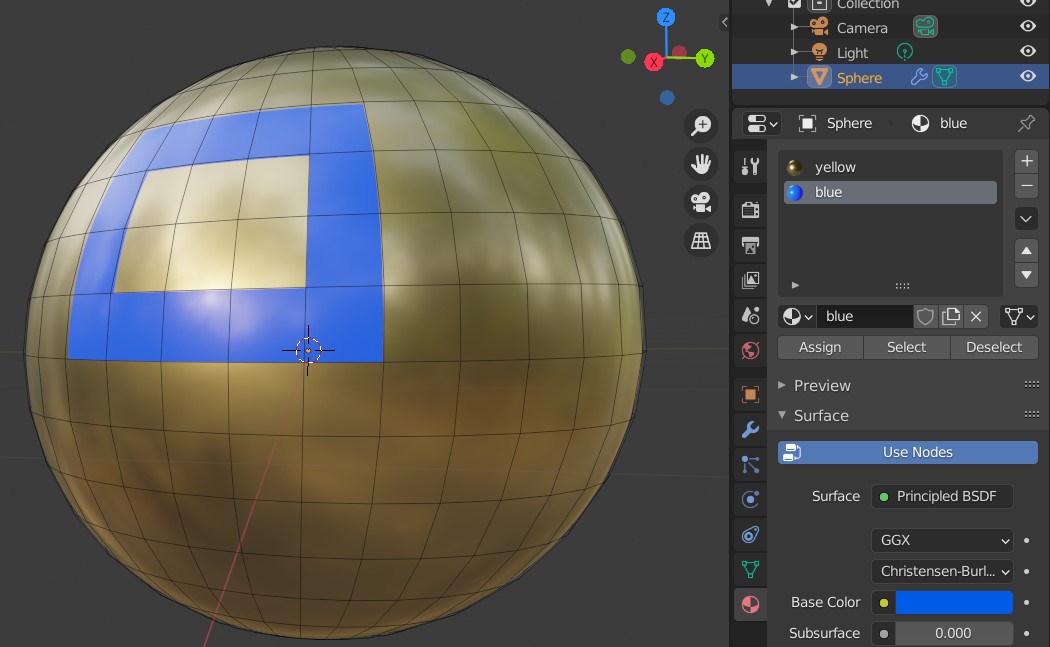 Collection
Camera
Light
Sphere
Z
X
Y
Sphere
blue
yellow
blue
blue
Assign
Select
Deselect
Preview
Surface
Use Nodes
Surface
Principled BSDF
GGX
Christensen-Burl...
Base Color
Subsurface
0.000